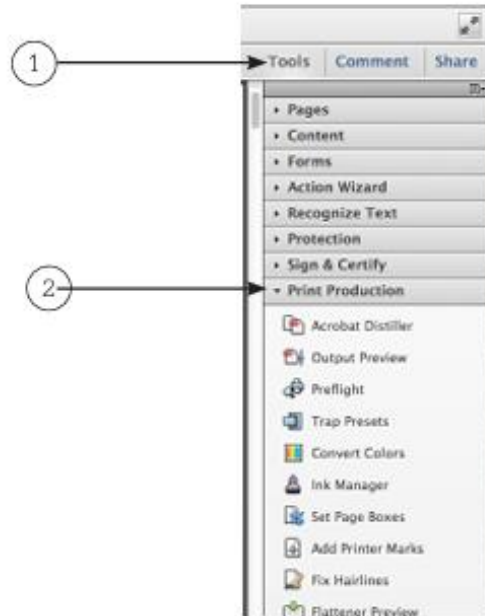 1
Tools Comment Share
Pages
Content
Forms
Action Wizard
Recognize Text
Protection
Sign & Certify
2
Print Production
Acrobat Distiller
Output Preview
Preflight
Trap Presets
Convert Colors
Ink Manager
Set Page Boxes
Add Printer Marks
Fix Hairlines
Flattener Preview